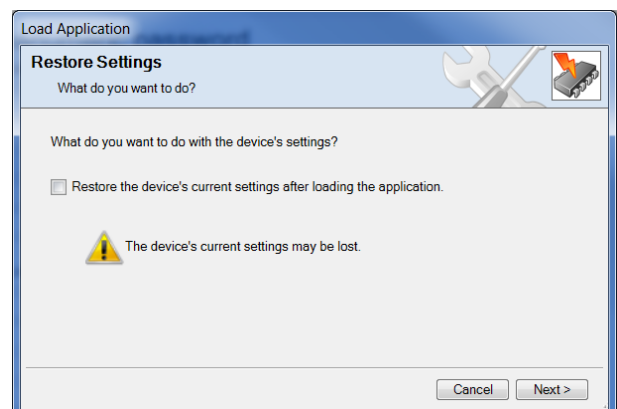 Load Application
password
Restore Settings
What do you want to do?
What do you want to do with the device's settings?
Restore the device's current settings after loading the application.
The device's current settings may be lost.
Cancel
Next >